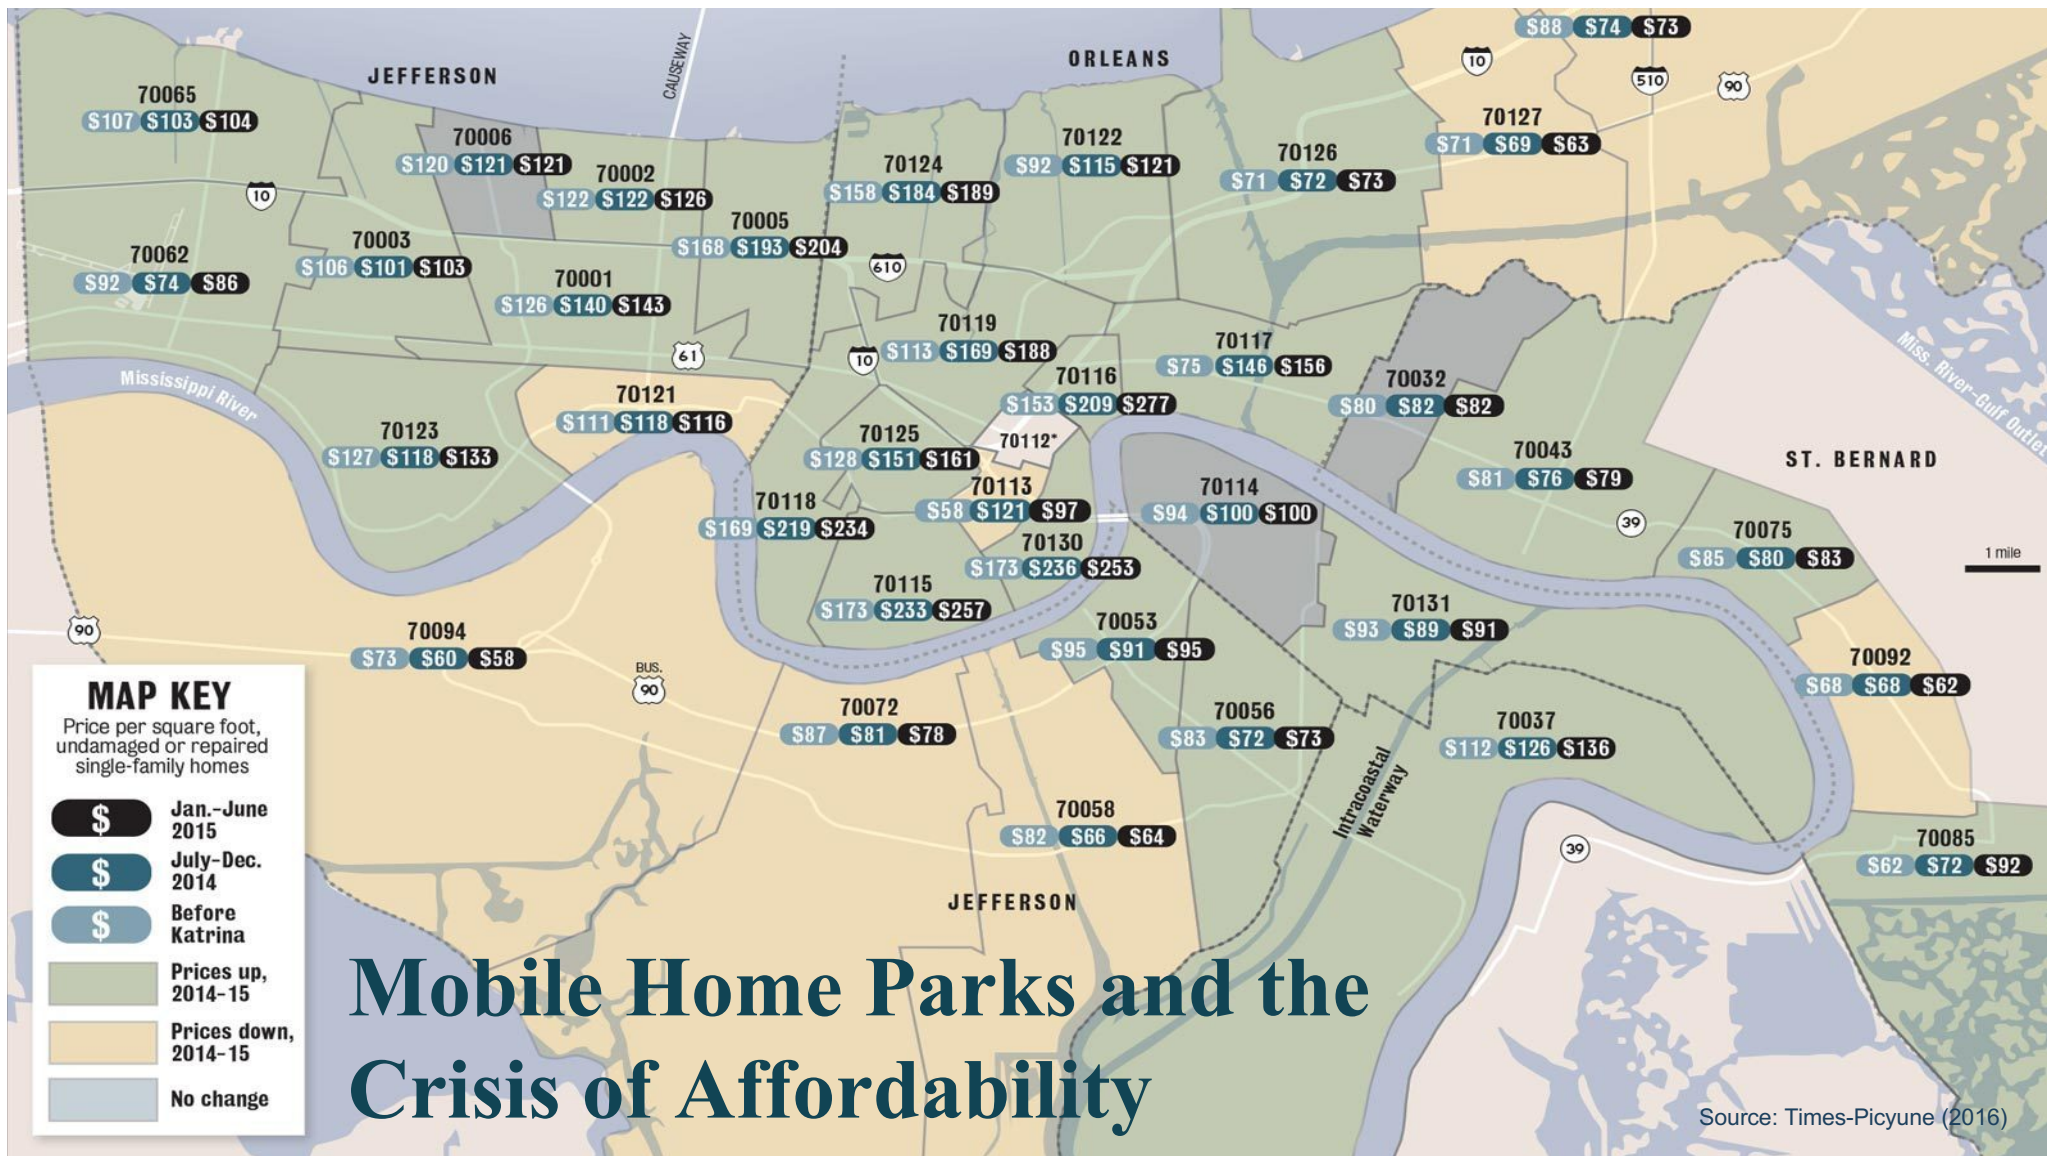 $88 $74 $73
JEFFERSON
CAUSEWAY
ORLEANS
10
510
90
70065
$107 $103 $104
70006
$120 $121 $121
70002
$122 $122 $126
70124
$158 $184 $189
70122
$92 $115 $121
70126
$71 $72 $73
70127
$71 $69 $63
10
70005
$168 $193 $204
70062
$92 $74 $86
70003
$106 $101 $103
70001
$126 $140 $143
610
61
10
70119
$113 $169 $188
70117
$75 $146 $156
Miss. River-Gulf Outlet
Mississippi River
70121
$111 $118 $116
70116
$153 $209 $277
70032
$80 $82 $82
70123
$127 $118 $133
70125
$128 $151 $161
70112*
70043
$81 $76 $79
ST. BERNARD
70118
$169 $219 $234
70113
$58 $121 $97
70114
$94 $100 $100
39
70075
$85 $80 $83
1 mile
70130
$173 $236 $253
70115
$173 $233 $257
70053
$95 $91 $95
70131
$93 $89 $91
90
70094
$73 $60 $58
BUS.
90
70092
$68 $68 $62
70072
$87 $81 $78
70056
$83 $72 $73
70037
$112 $126 $136
Intracoastal
Waterway
70058
$82 $66 $64
39
70085
$62 $72 $92
JEFFERSON
MAP KEY
Price per square foot,
undamaged or repaired
single-family homes
$ Jan.-June
2015
$ July-Dec.
2014
$ Before
Katrina
Prices up,
2014-15
Prices down,
2014-15
No change
Mobile Home Parks and the
Crisis of Affordability
Source: Times-Picyune (2016)